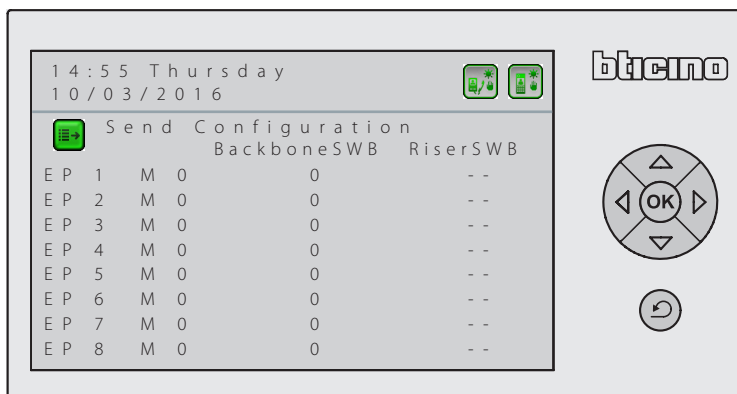 14:55 Thursday
10/03/2016
bticino
Send Configuration
BackboneSWB RiserSWB
EP 1 M 0 0 --
EP 2 M 0 0 --
EP 3 M 0 0 --
EP 4 M 0 0 --
EP 5 M 0 0 --
EP 6 M 0 0 --
EP 7 M 0 0 --
EP 8 M 0 0 --
OK